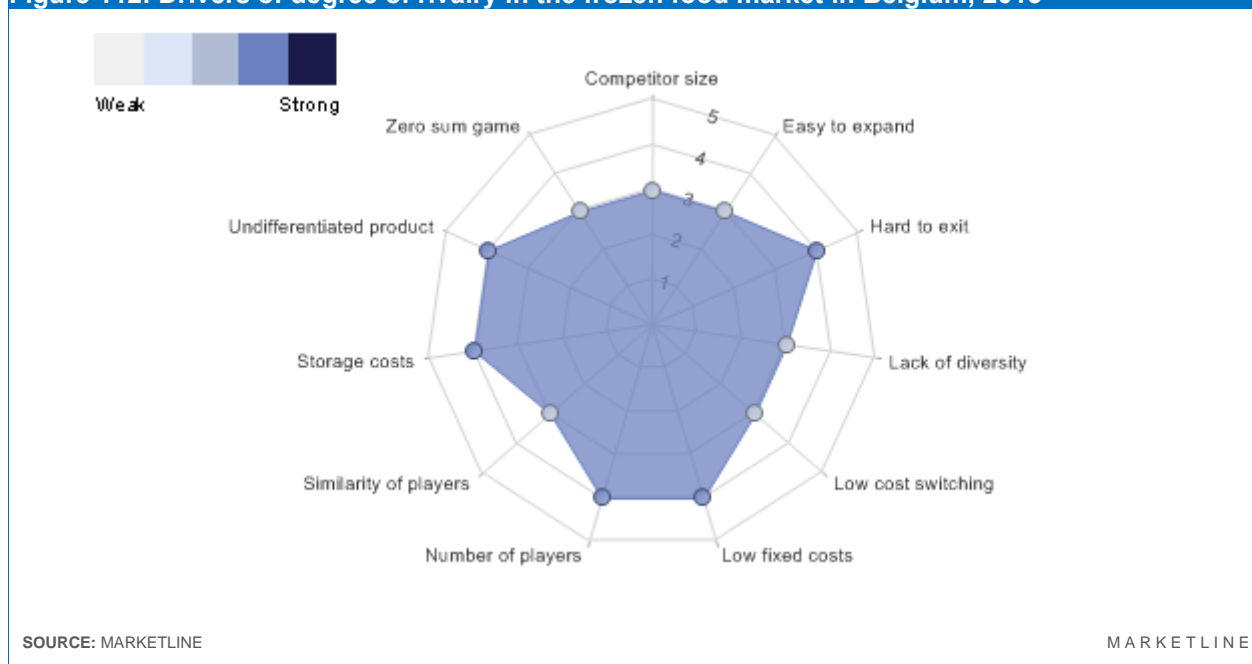 Weak
Strong
Competitor size
Zero sum game
5
Easy to expand
4
3
Undifferentiated product
Hard to exit
2
1
Storage costs
Lack of diversity
Similarity of players
Low cost switching
Number of players
Low fixed costs
SOURCE: MARKETLINE
MARKETLINE